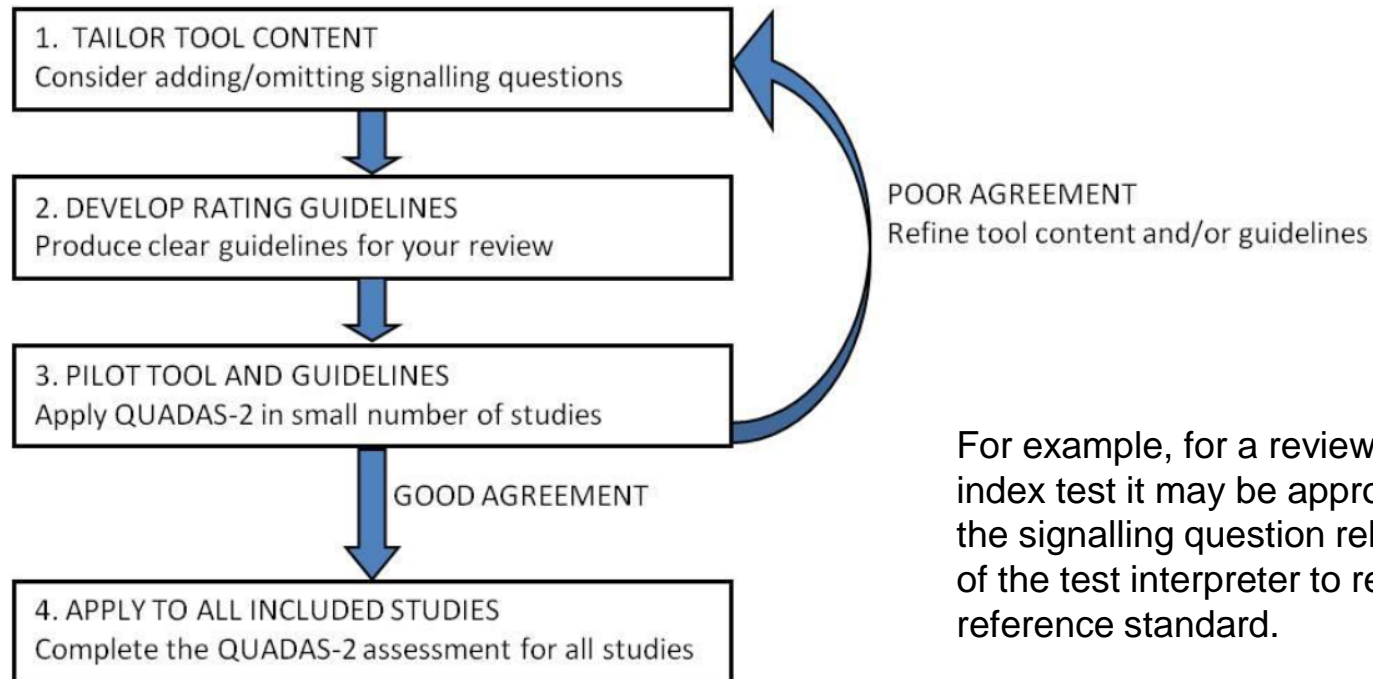 1. TAILOR TOOL CONTENT
Consider adding/omitting signalling questions
2. DEVELOP RATING GUIDELINES
Produce clear guidelines for your review
POOR AGREEMENT
Refine tool content and/or guidelines
3. PILOT TOOL AND GUIDELINES
Apply QUADAS-2 in small number of studies
GOOD AGREEMENT
4. APPLY TO ALL INCLUDED STUDIES
Complete the QUADAS-2 assessment for all studies
For example, for a review
index test it may be appro
the signalling question rel
of the test interpreter to re
reference standard.